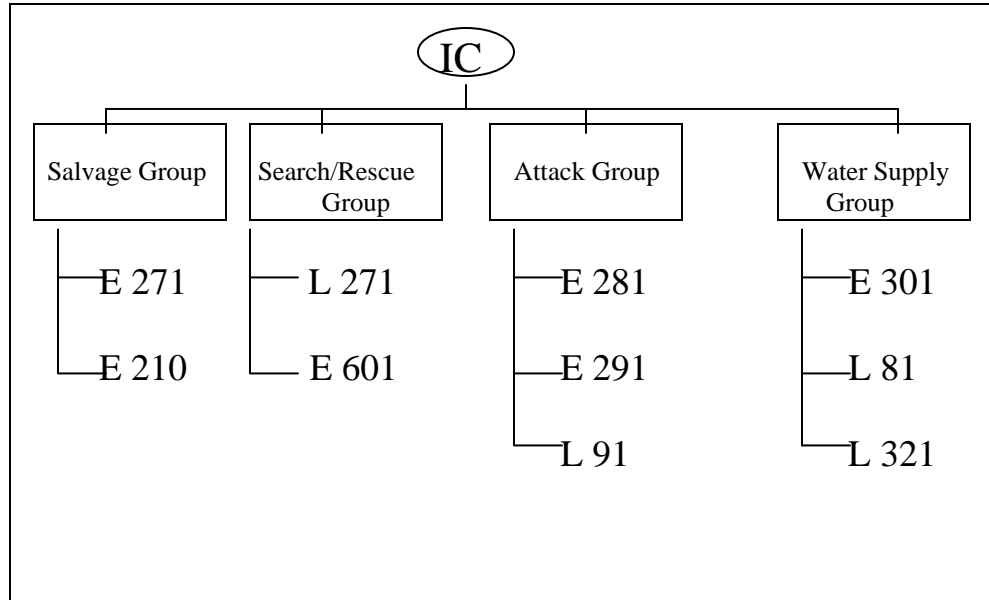 IC
Salvage Group
Search/Rescue
Group
Attack Group
Water Supply
Group
E 271
E 210
L 271
E 601
E 281
E 291
L 91
E 301
L 81
L 321